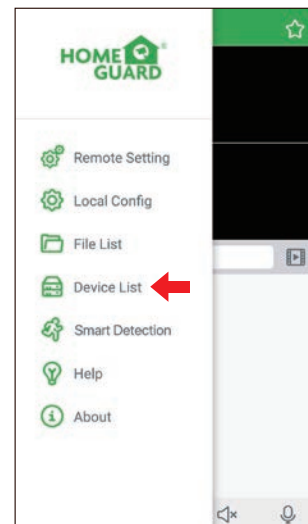 HOME
GUARD
Remote Setting
Local Config
File List
Device List
Smart Detection
Help
About